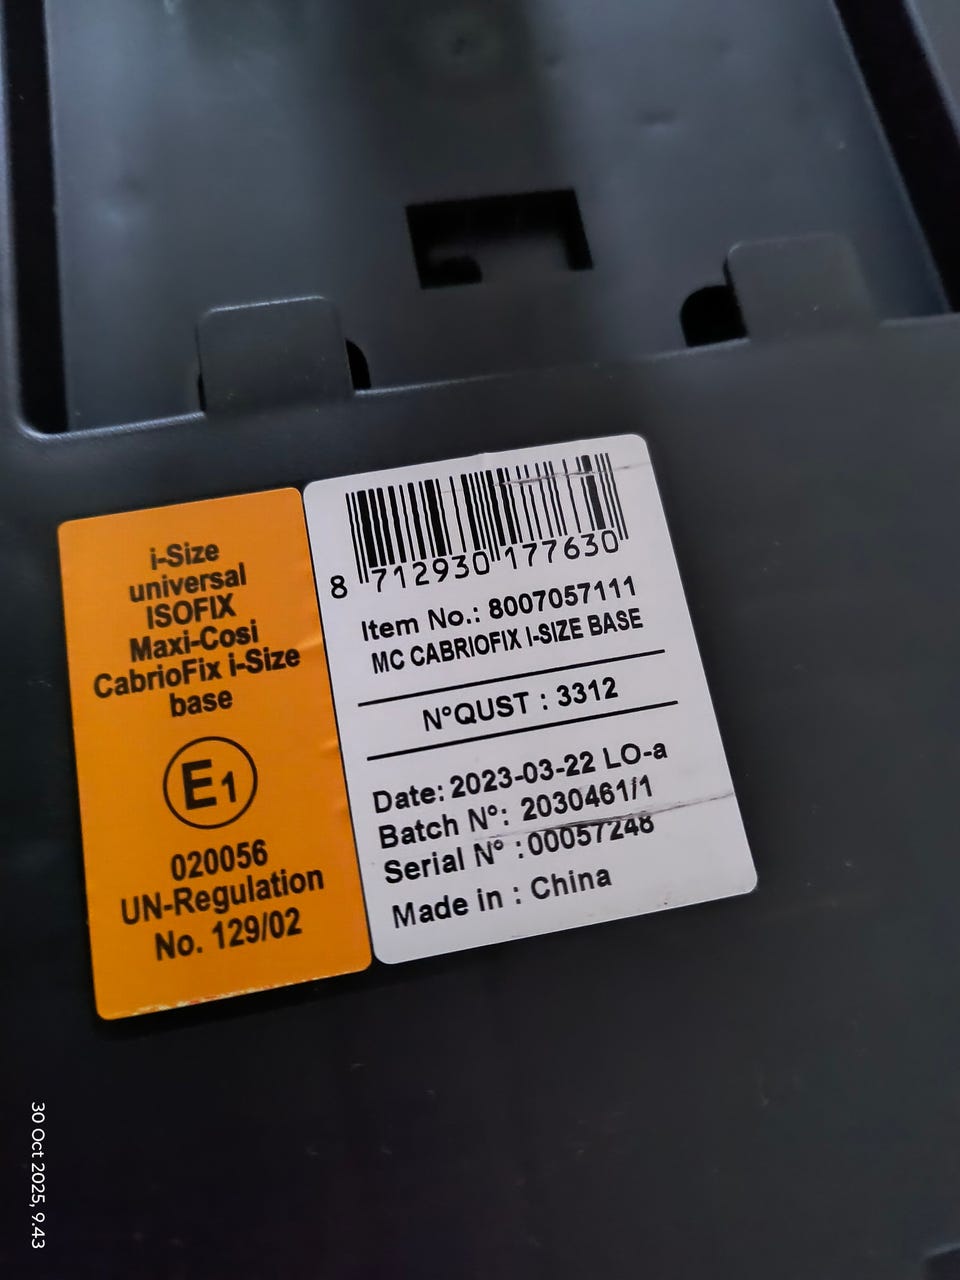 i-Size
universal
ISOFIX
Maxi-Cosi
CabrioFix i-Size
base
E1
020056
UN-Regulation
No. 129/02
8 712930 177630
Item No.: 8007057111
MC CABRIOFIX I-SIZE BASE
N°QUST : 3312
Date: 2023-03-22 LO-a
Batch N°: 2030461/1
Serial N° :00057248
Made in : China
30 Oct 2025, 9.43